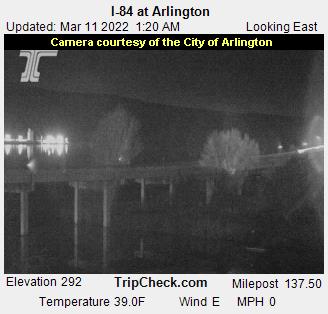 I-84 at Arlington
Updated: Mar 11 2022 1:20 AM Looking East
Camera courtesy of the City of Arlington
Elevation 292 TripCheck.com Milepost 137.50
Temperature 39.0F Wind E MPH 0